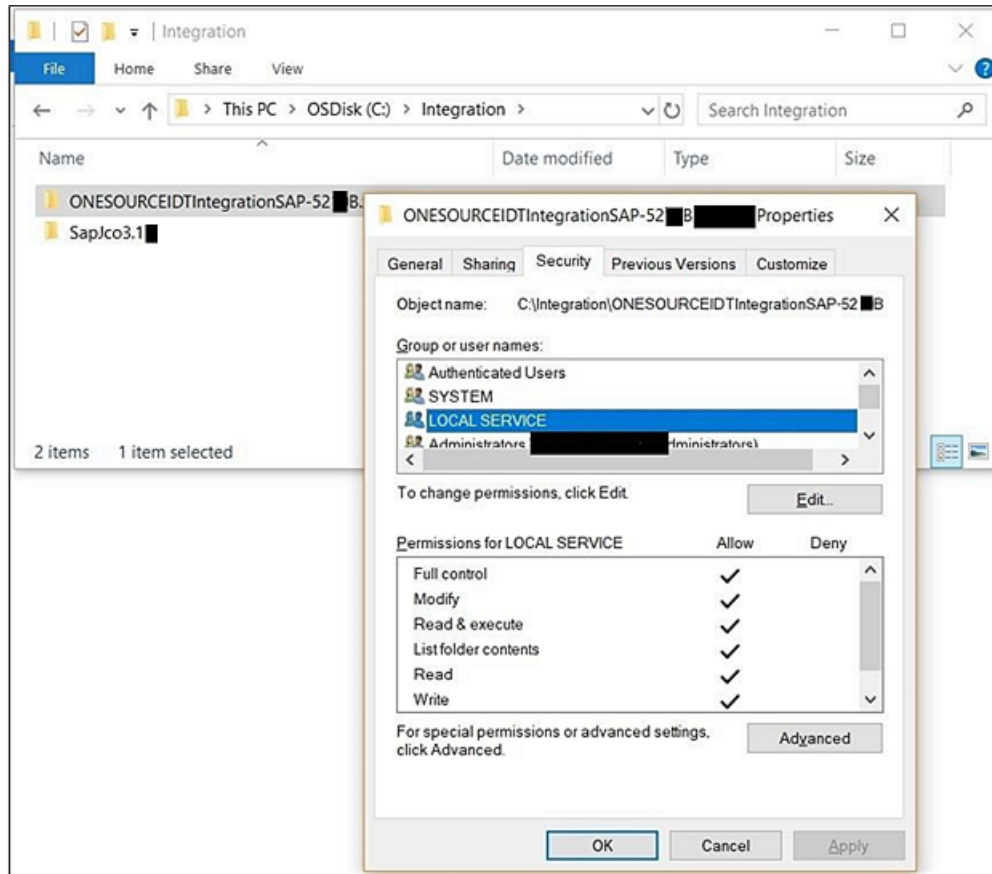 Integration
File Home Share View
This PC > OSDisk (C:) > Integration >
Search Integration
Name Date modified Type Size
ONESOURCEIDTIntegrationSAP-52 B.
SapJco3.1
2 items 1 item selected
ONESOURCEIDTIntegrationSAP-52 B Properties
General Sharing Security Previous Versions Customize
Object name: C:\Integration\ONESOURCEIDTIntegrationSAP-52 B
Group or user names:
Authenticated Users
SYSTEM
LOCAL SERVICE
Administrators dministrators)
To change permissions, click Edit.
Edit...
Permissions for LOCAL SERVICE Allow Deny
Full control
Modify
Read & execute
List folder contents
Read
Write
For special permissions or advanced settings,
click Advanced.
Advanced
OK Cancel Apply